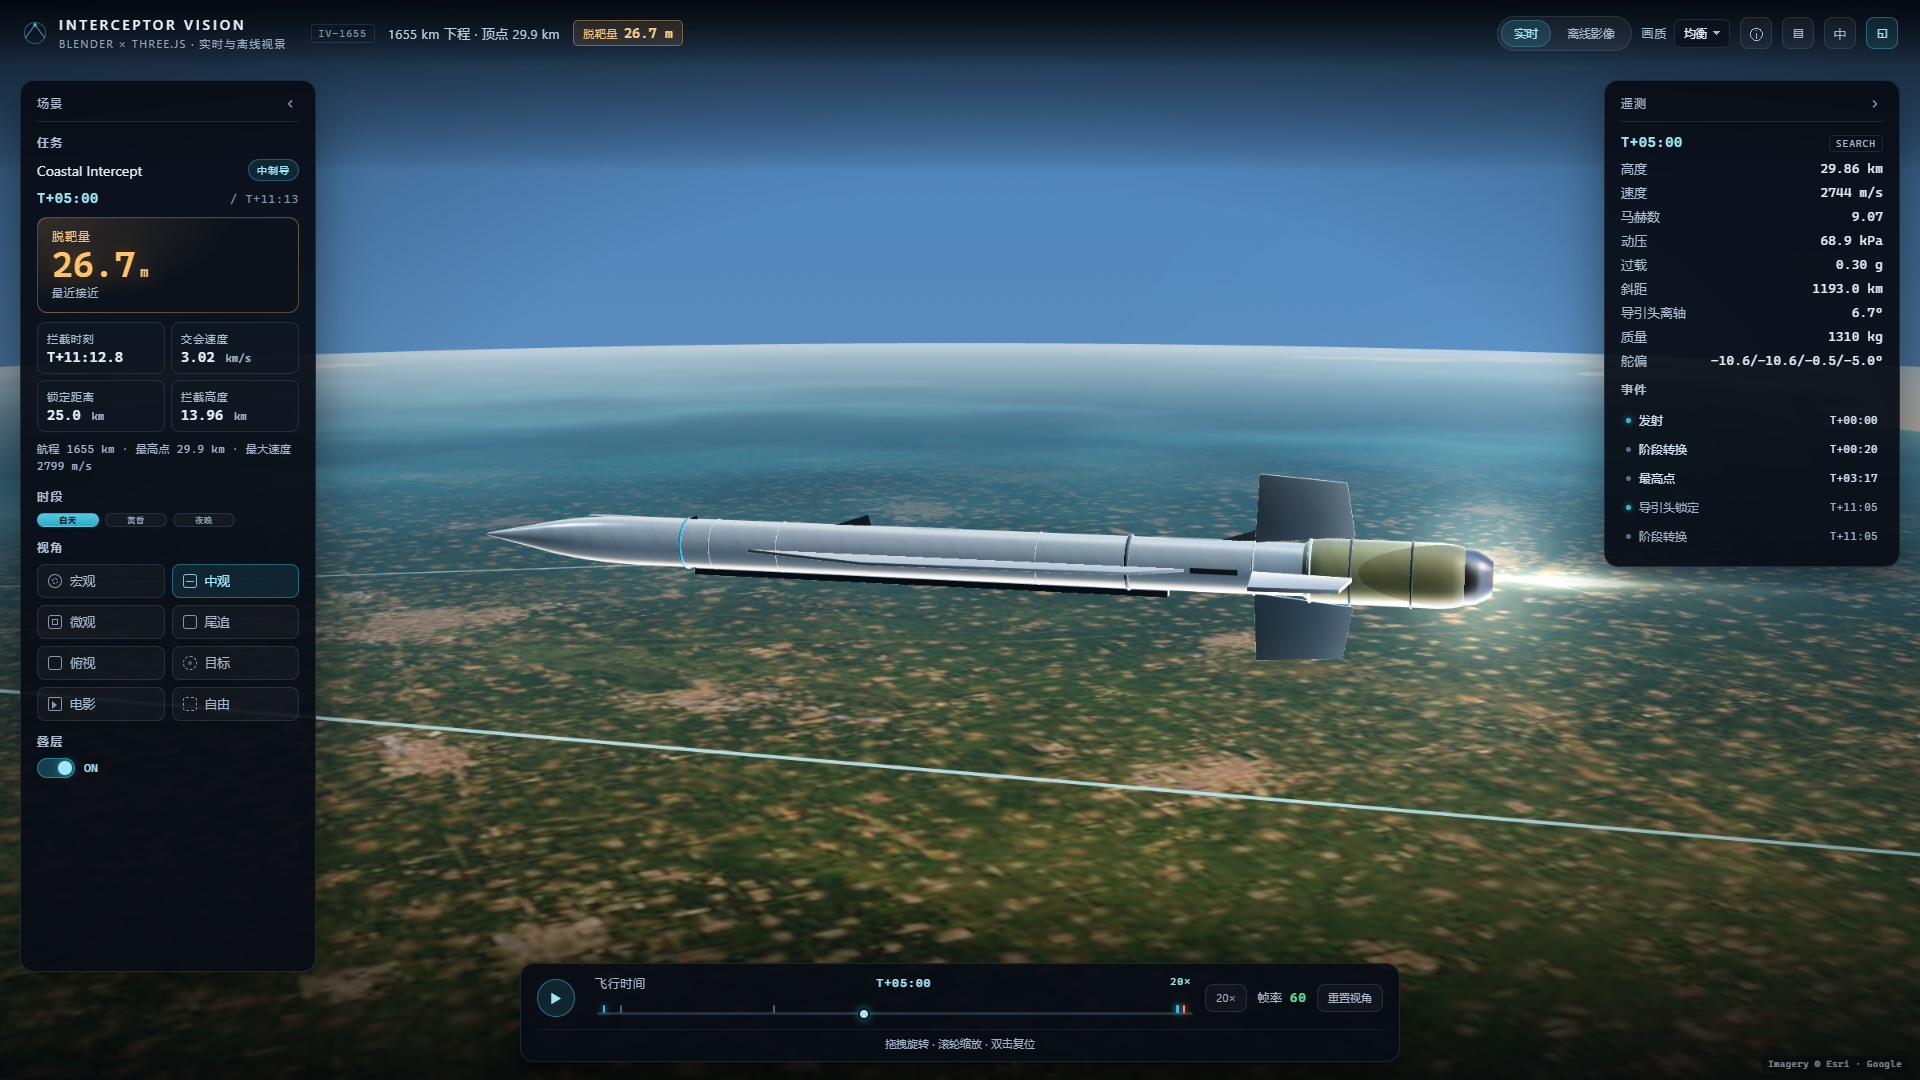 INTERCEPTOR VISION
BLENDER × THREE.JS · 实时与离线视景
IV-1655
1655 km 下程 · 顶点 29.9 km
脱靶量 26.7 m
实时
离线影像
画质
均衡
中
场景
任务
Coastal Intercept
中制导
T+05:00
/ T+11:13
脱靶量
26.7 m
最近接近
拦截时刻
T+11:12.8
交会速度
3.02 km/s
锁定距离
25.0 km
拦截高度
13.96 km
航程 1655 km · 最高点 29.9 km · 最大速度
2799 m/s
时段
白天
黄昏
夜晚
视角
宏观
中观
微观
尾追
俯视
目标
电影
自由
叠层
ON
遥测
T+05:00
SEARCH
高度
29.86 km
速度
2744 m/s
马赫数
9.07
动压
68.9 kPa
过载
0.30 g
斜距
1193.0 km
导引头离轴
6.7°
质量
1310 kg
舵偏
−10.6/−10.6/−0.5/−5.0°
事件
发射
T+00:00
阶段转换
T+00:20
最高点
T+03:17
导引头锁定
T+11:05
阶段转换
T+11:05
飞行时间
T+05:00
20×
20×
帧率 60
重置视角
拖拽旋转 · 滚轮缩放 · 双击复位
Imagery © Esri · Google